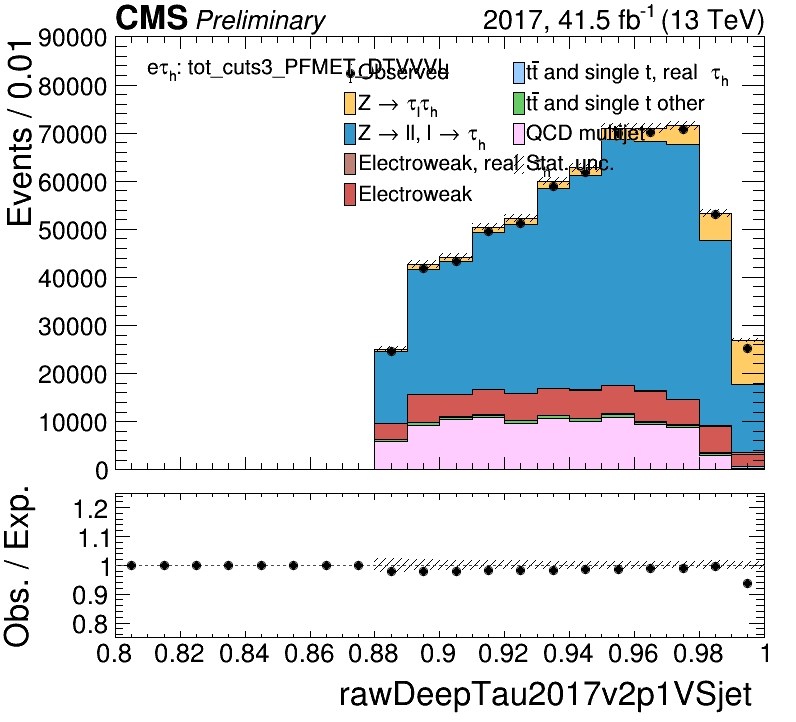 CMS Preliminary 2017, 41.5 fb⁻¹ (13 TeV)
Events / 0.01
90000
80000
70000
60000
50000
40000
30000
20000
10000
0
eτₕ: tot_cuts3_PFMET_DTVVVL
Observed
Z → τₗτₕ
Z → ll, l → τₕ
Electroweak, real τₕ
Electroweak
tt̄ and single t, real τₕ
tt̄ and single t other
QCD multijet
Stat. unc.
Obs. / Exp.
1.2
1.1
1
0.9
0.8
0.8 0.82 0.84 0.86 0.88 0.9 0.92 0.94 0.96 0.98 1
rawDeepTau2017v2p1VSjet